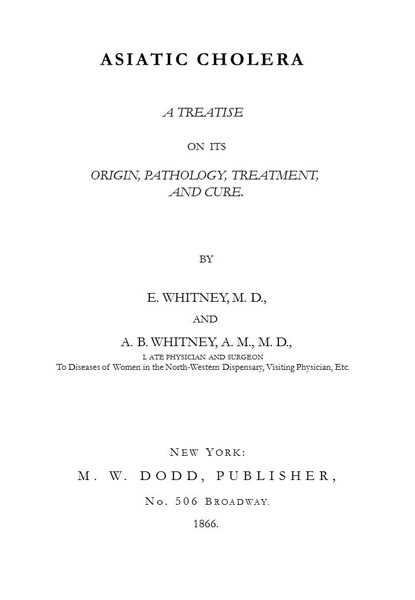 ASIATIC CHOLERA
A TREATISE
ON ITS
ORIGIN, PATHOLOGY, TREATMENT,
AND CURE.
BY
E. WHITNEY, M. D.,
AND
A. B. WHITNEY, A. M., M. D.,
L ATE PHYSICIAN AND SURGEON
To Diseases of Women in the North-Western Dispensary, Visiting Physician, Etc.
NEW YORK:
M. W. DODD, PUBLISHER,
No. 506 BROADWAY.
1866.